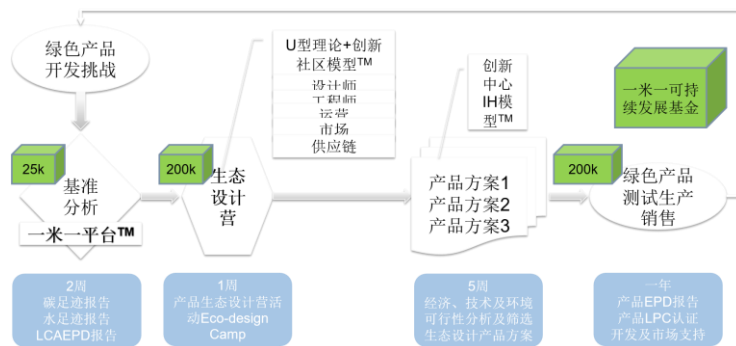 绿色产品
开发挑战
U型理论+创新
社区模型™
设计师
工程师
运营
市场
供应链
创新
中心
IH模
型™
一米一可持
续发展基金
25k
基准
分析
一米一平台™
200k
生态
设计
营
产品方案1
产品方案2
产品方案3
200k
绿色产品
测试生产
销售
2周
碳足迹报告
水足迹报告
LCAEPD报告
1周
产品生态设计营活
动Eco-design
Camp
5周
经济、技术及环境
可行性分析及筛选
生态设计产品方案
一年
产品EPD报告
产品LPC认证
开发及市场支持